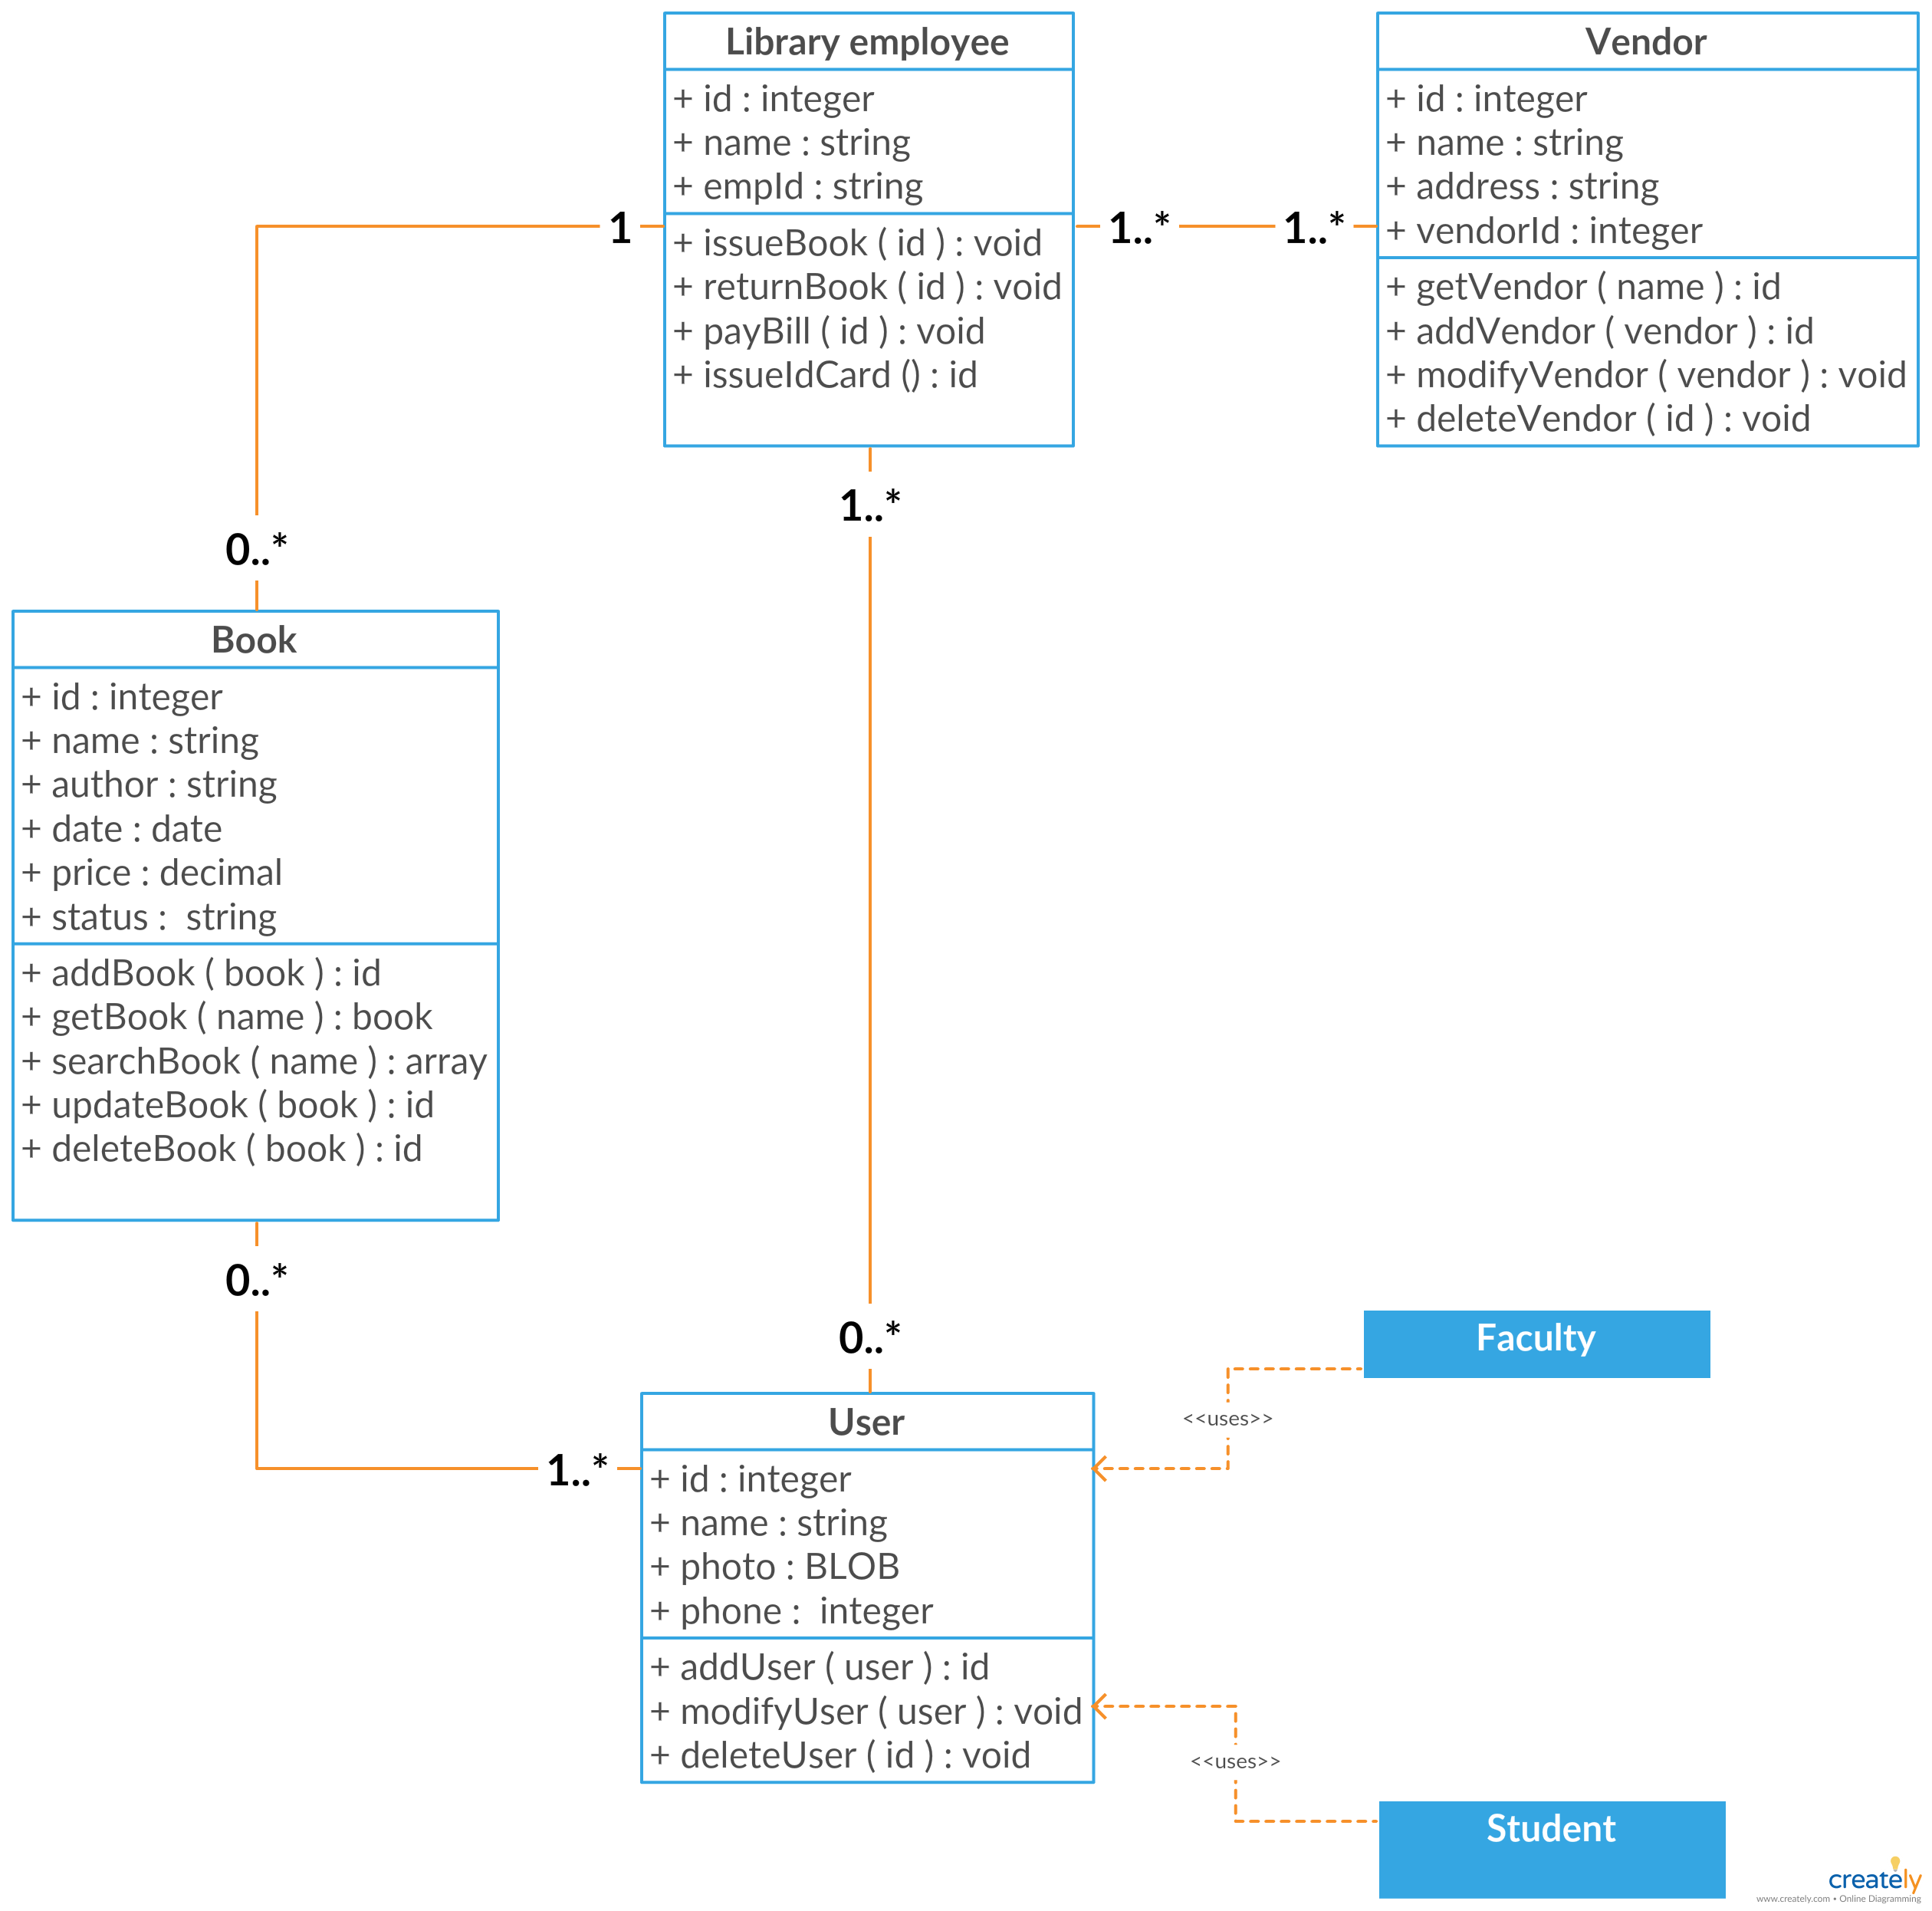 Library employee
+ id : integer
+ name : string
+ empId : string
+ issueBook ( id ) : void
+ returnBook ( id ) : void
+ payBill ( id ) : void
+ issueIdCard () : id
Vendor
+ id : integer
+ name : string
+ address : string
+ vendorId : integer
+ getVendor ( name ) : id
+ addVendor ( vendor ) : id
+ modifyVendor ( vendor ) : void
+ deleteVendor ( id ) : void
1
1..*
1..*
1..*
0..*
Book
+ id : integer
+ name : string
+ author : string
+ date : date
+ price : decimal
+ status :  string
+ addBook ( book ) : id
+ getBook ( name ) : book
+ searchBook ( name ) : array
+ updateBook ( book ) : id
+ deleteBook ( book ) : id
0..*
0..*
1..*
User
+ id : integer
+ name : string
+ photo : BLOB
+ phone :  integer
+ addUser ( user ) : id
+ modifyUser ( user ) : void
+ deleteUser ( id ) : void
Faculty
<<uses>>
<<uses>>
Student
creately
www.creately.com • Online Diagramming